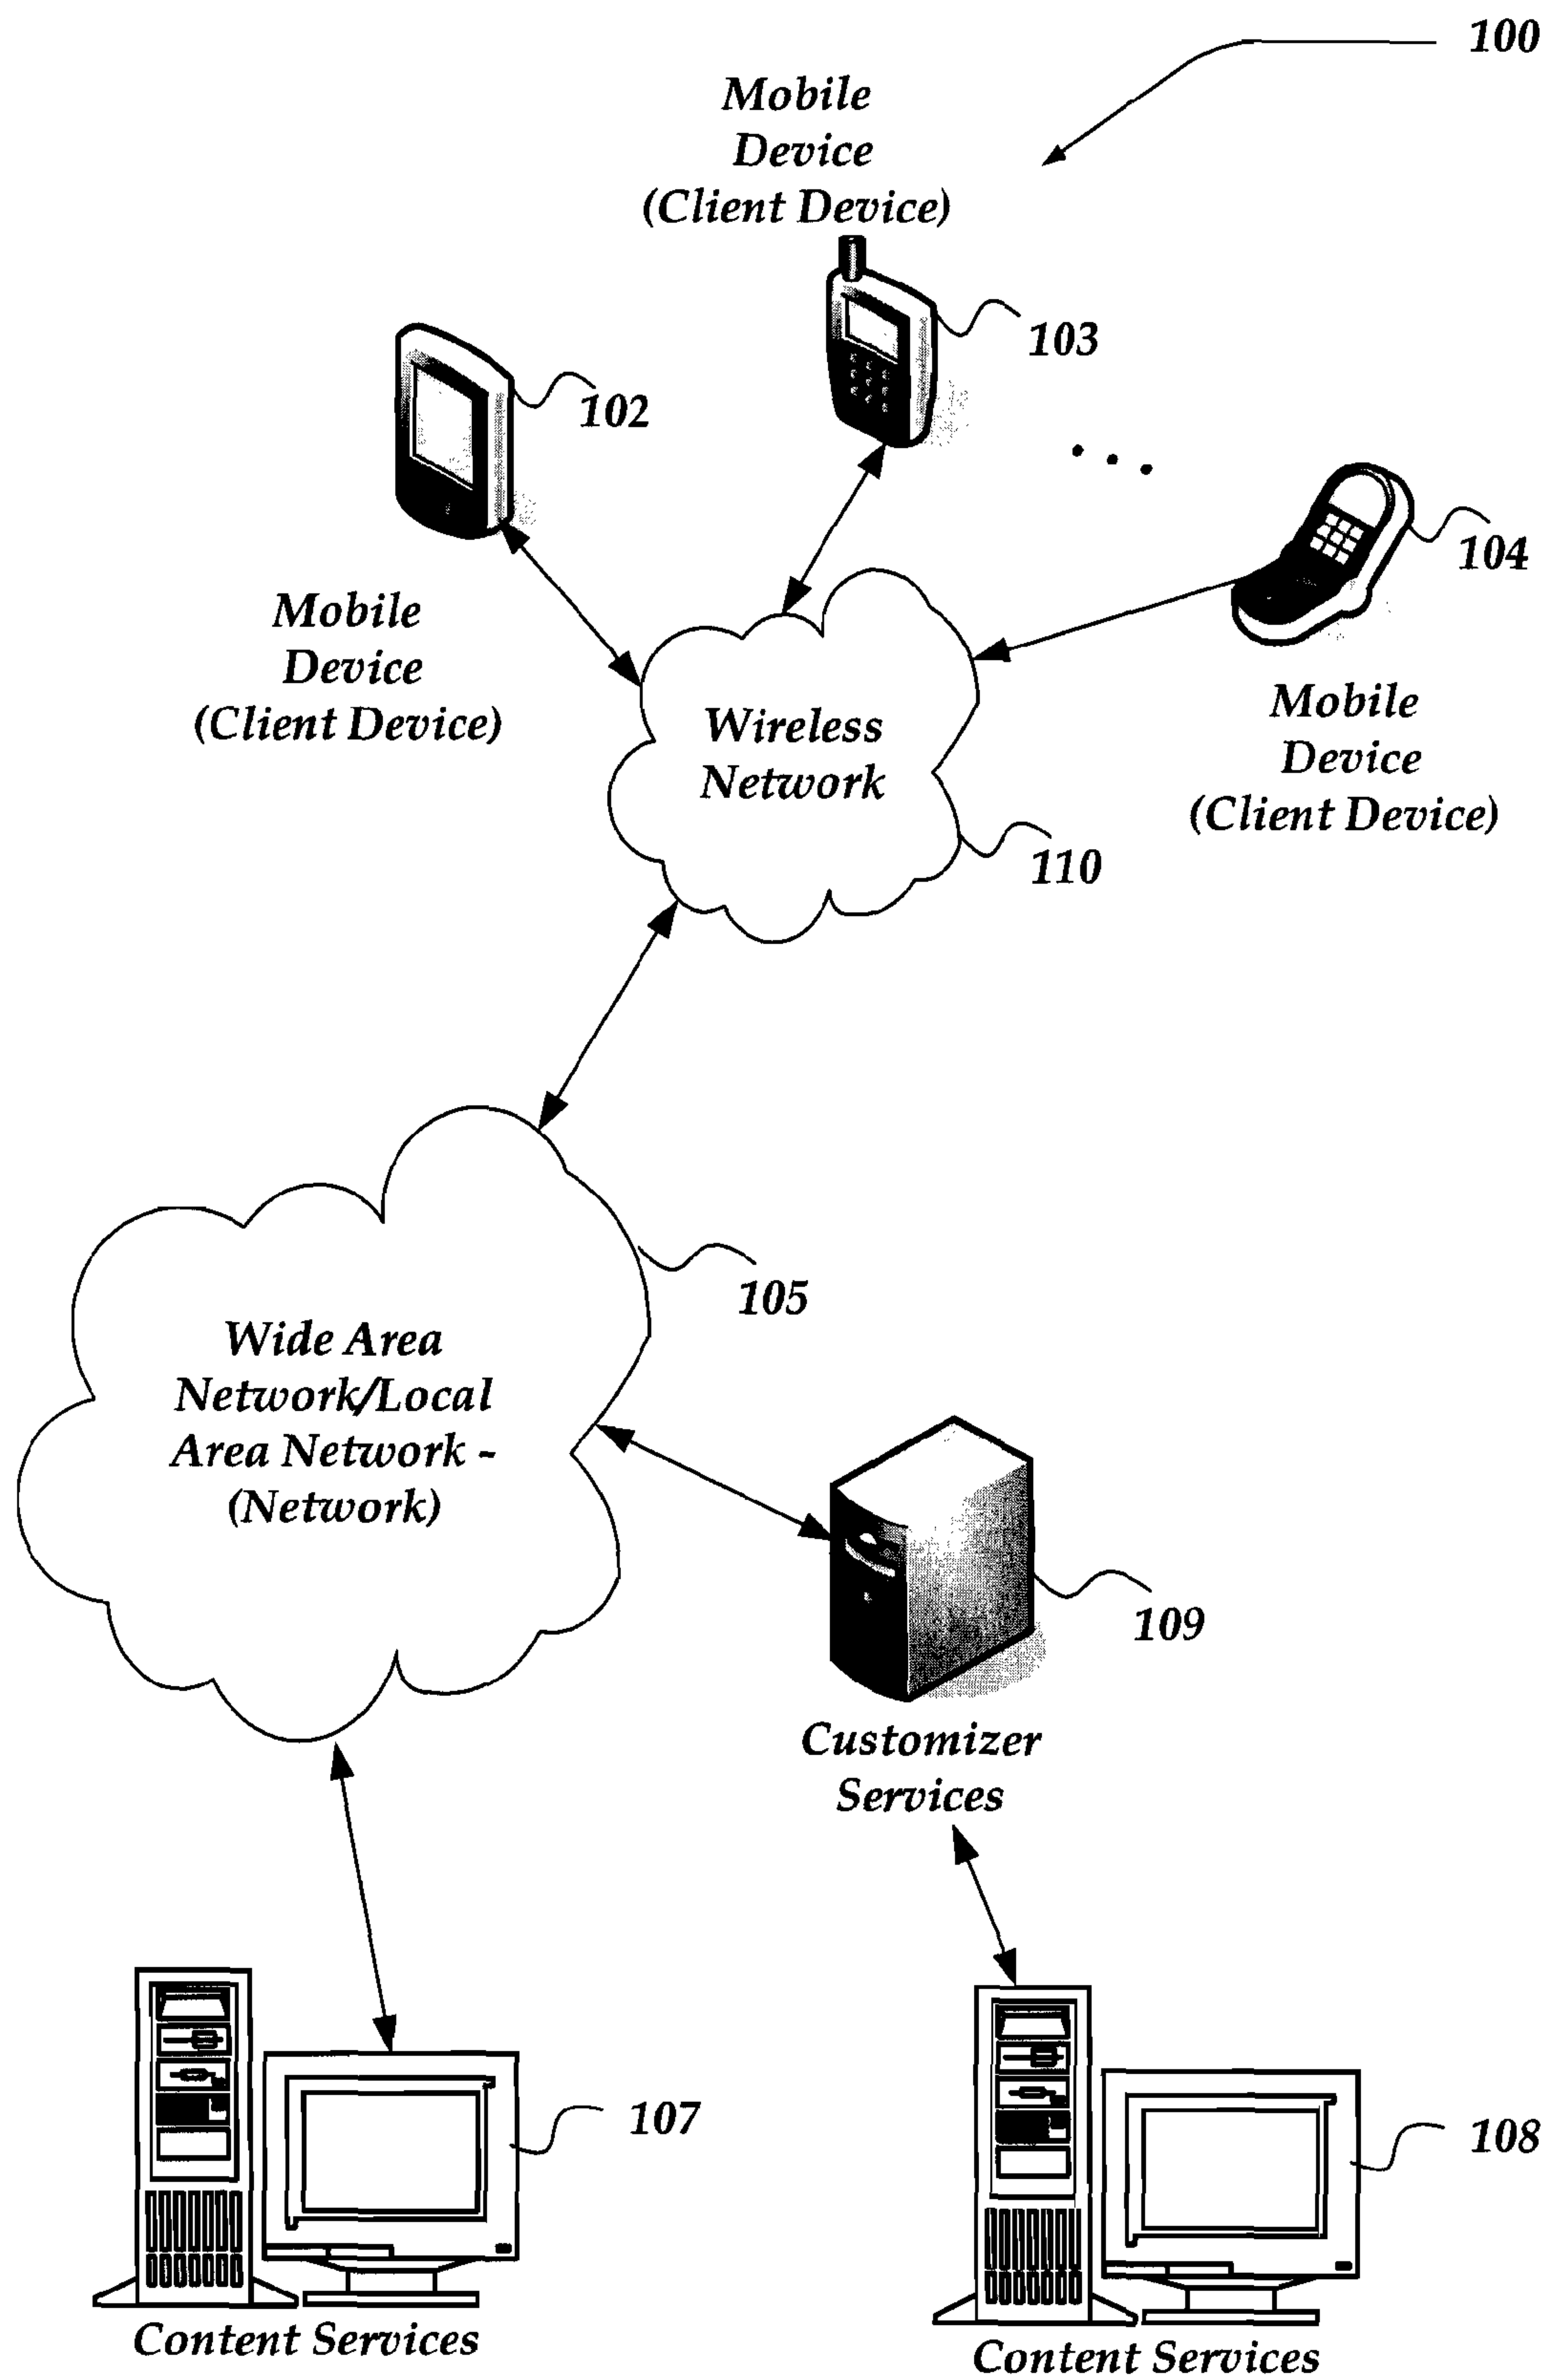 100
Mobile
Device
(Client Device)
103
102
104
Mobile
Device
(Client Device)
Wireless
Network
Mobile
Device
(Client Device)
110
105
Wide Area
Network/Local
Area Network -
(Network)
109
Customizer
Services
107
108
Content Services
Content Services